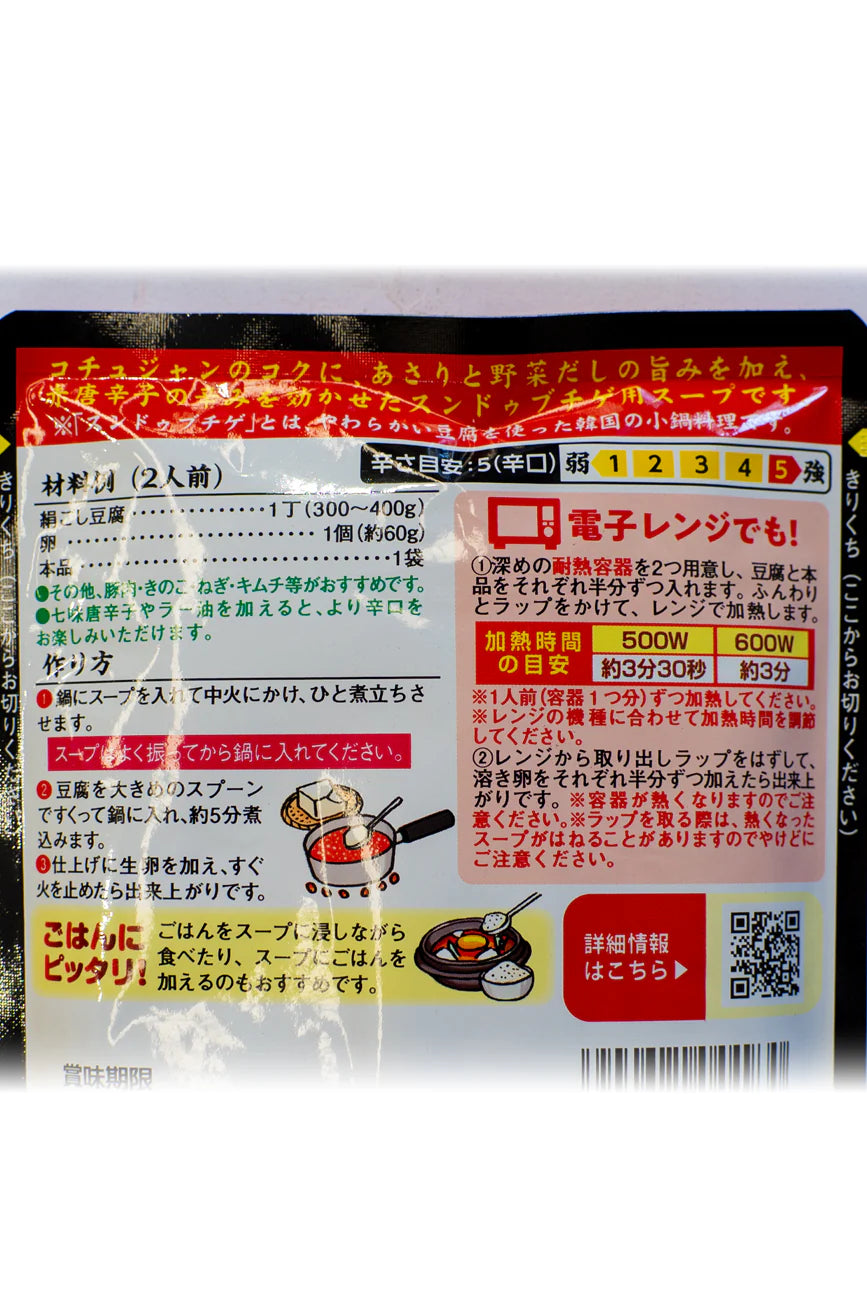 コチュジャンのコクに、あさりと野菜だしの旨みを加え、
赤唐辛子の辛みを効かせたスンドゥブチゲ用スープです。
※「スンドゥブチゲ」とは、やわらかい豆腐を使った韓国の小鍋料理です。
辛さ目安:5(辛口) 弱 1 2 3 4 5 強
材料例(2人前)
絹ごし豆腐・・・・・・・・・・・・・・1丁(300〜400g)
卵・・・・・・・・・・・・・・・・・・・・・・・・・1個(約60g)
本品・・・・・・・・・・・・・・・・・・・・・・・・・・・・・・1袋
●その他、豚肉・きのこ・ねぎ・キムチ等がおすすめです。
●七味唐辛子やラー油を加えると、より辛口を
お楽しみいただけます。
作り方
❶鍋にスープを入れて中火にかけ、ひと煮立ちさ
せます。
スープはよく振ってから鍋に入れてください。
❷豆腐を大きめのスプーン
ですくって鍋に入れ、約5分煮
込みます。
❸仕上げに生卵を加え、すぐ
火を止めたら出来上がりです。
電子レンジでも!
①深めの耐熱容器を2つ用意し、豆腐と本
品をそれぞれ半分ずつ入れます。ふんわり
とラップをかけて、レンジで加熱します。
加熱時間 500W 600W
の目安 約3分30秒 約3分
※1人前(容器1つ分)ずつ加熱してください。
※レンジの機種に合わせて加熱時間を調節
してください。
②レンジから取り出しラップをはずして、
溶き卵をそれぞれ半分ずつ加えたら出来上
がりです。※容器が熱くなりますのでご注
意ください。※ラップを取る際は、熱くなった
スープがはねることがありますのでやけどに
ご注意ください。
ごはんに
ピッタリ!
ごはんをスープに浸しながら
食べたり、スープにごはんを
加えるのもおすすめです。
詳細情報
はこちら▶
賞味期限
きりくち(ここからお切りください)
きりくち(ここからお切りください)